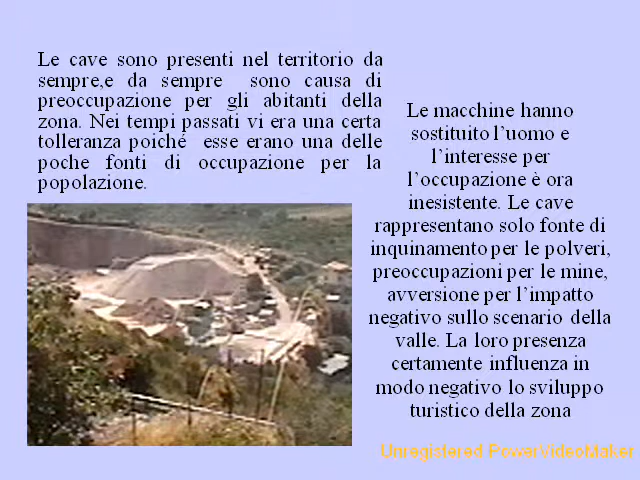 Le cave sono presenti nel territorio da
sempre,e da sempre sono causa di
preoccupazione per gli abitanti della
zona. Nei tempi passati vi era una certa
tolleranza poiché esse erano una delle
poche fonti di occupazione per la
popolazione.
Le macchine hanno
sostituito l’uomo e
l’interesse per
l’occupazione è ora
inesistente. Le cave
rappresentano solo fonte di
inquinamento per le polveri,
preoccupazioni per le mine,
avversione per l’impatto
negativo sullo scenario della
valle. La loro presenza
certamente influenza in
modo negativo lo sviluppo
turistico della zona
Unregistered PowerVideoMaker